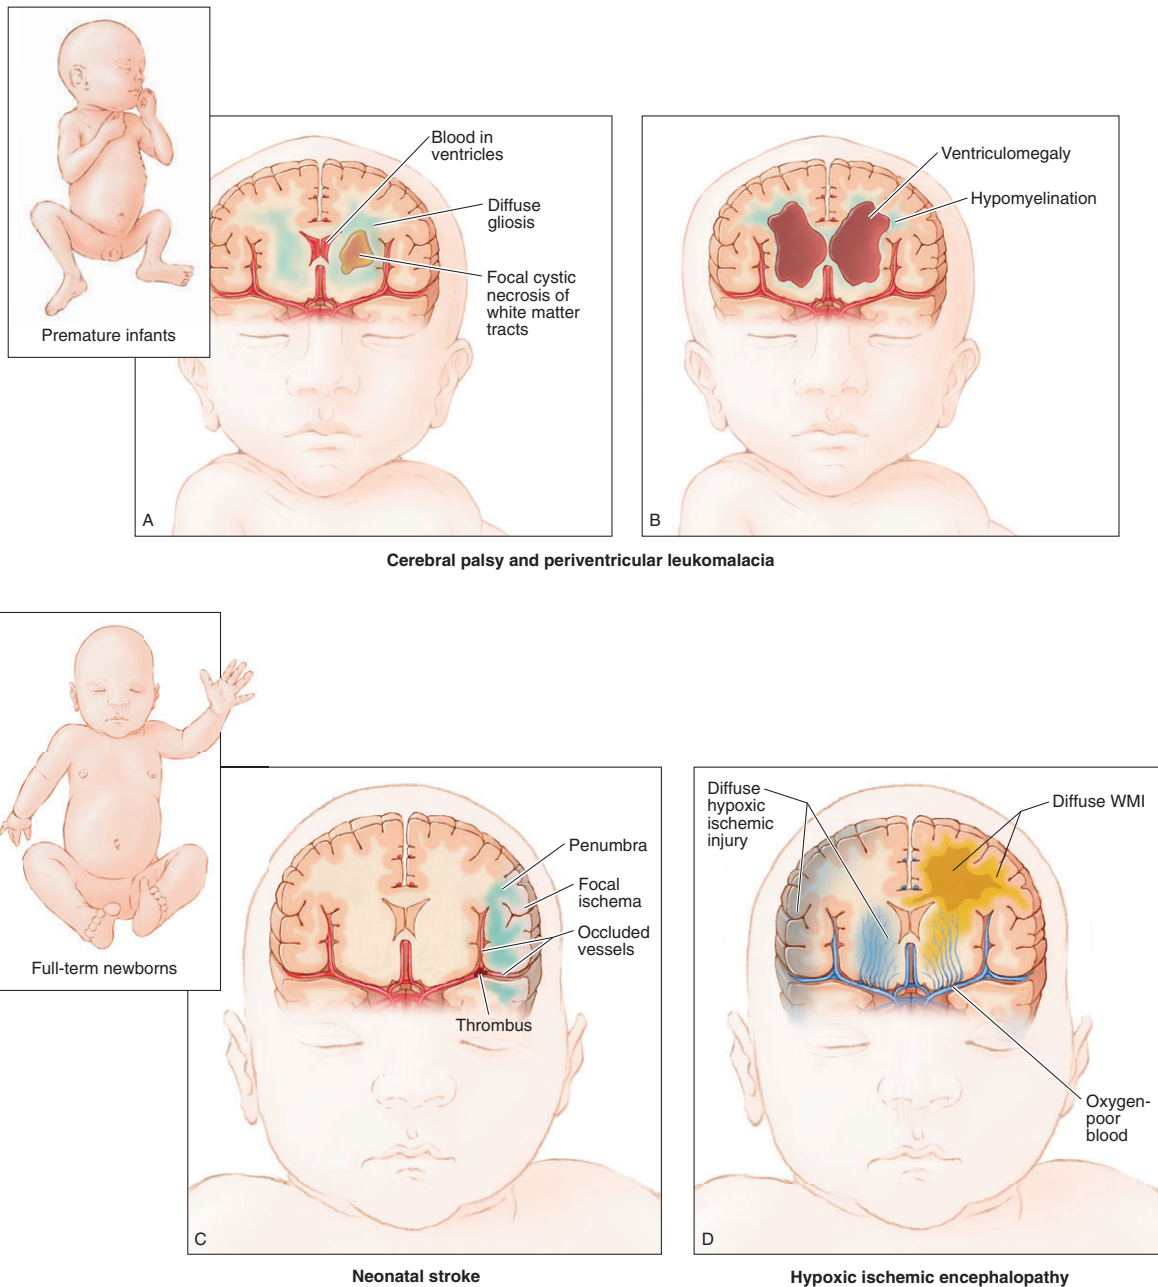 Premature infants
Blood in
ventricles
Diffuse
gliosis
Focal cystic
necrosis of
white matter
tracts
A
Ventriculomegaly
Hypomyelination
B
Cerebral palsy and periventricular leukomalacia
Full-term newborns
Penumbra
Focal
ischema
Occluded
vessels
Thrombus
C
Neonatal stroke
Diffuse
hypoxic
ischemic
injury
Diffuse WMI
Oxygen-
poor
blood
D
Hypoxic ischemic encephalopathy